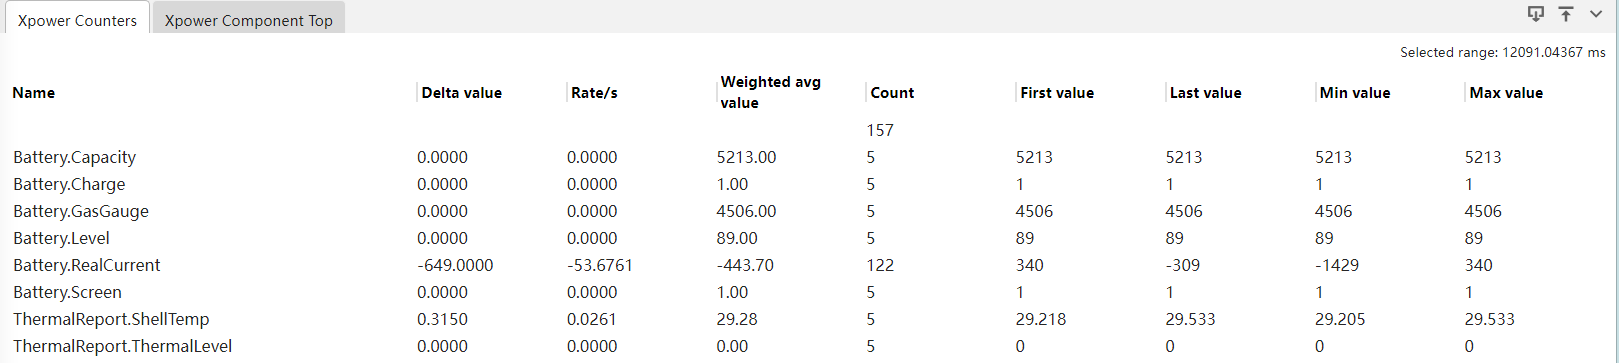 Xpower Counters Xpower Component Top
Selected range: 12091.04367 ms
Name Delta value Rate/s Weighted avg value Count First value Last value Min value Max value
157
Battery.Capacity 0.0000 0.0000 5213.00 5 5213 5213 5213 5213
Battery.Charge 0.0000 0.0000 1.00 5 1 1 1 1
Battery.GasGauge 0.0000 0.0000 4506.00 5 4506 4506 4506 4506
Battery.Level 0.0000 0.0000 89.00 5 89 89 89 89
Battery.RealCurrent -649.0000 -53.6761 -443.70 122 340 -309 -1429 340
Battery.Screen 0.0000 0.0000 1.00 5 1 1 1 1
ThermalReport.ShellTemp 0.3150 0.0261 29.28 5 29.218 29.533 29.205 29.533
ThermalReport.ThermalLevel 0.0000 0.0000 0.00 5 0 0 0 0